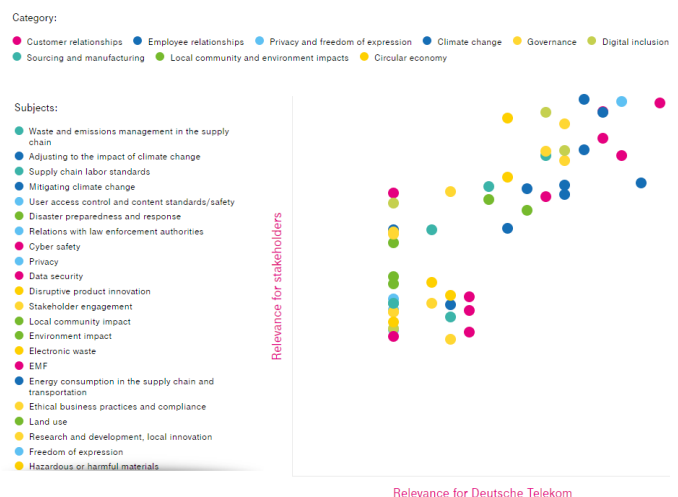 Category:
Customer relationships Employee relationships Privacy and freedom of expression Climate change Governance Digital inclusion
Sourcing and manufacturing Local community and environment impacts Circular economy
Subjects:
Waste and emissions management in the supply
chain
Adjusting to the impact of climate change
Supply chain labor standards
Mitigating climate change
User access control and content standards/safety
Disaster preparedness and response
Relations with law enforcement authorities
Cyber safety
Privacy
Data security
Disruptive product innovation
Stakeholder engagement
Local community impact
Environment impact
Electronic waste
EMF
Energy consumption in the supply chain and
transportation
Ethical business practices and compliance
Land use
Research and development, local innovation
Freedom of expression
Hazardous or harmful materials
Relevance for stakeholders
Relevance for Deutsche Telekom